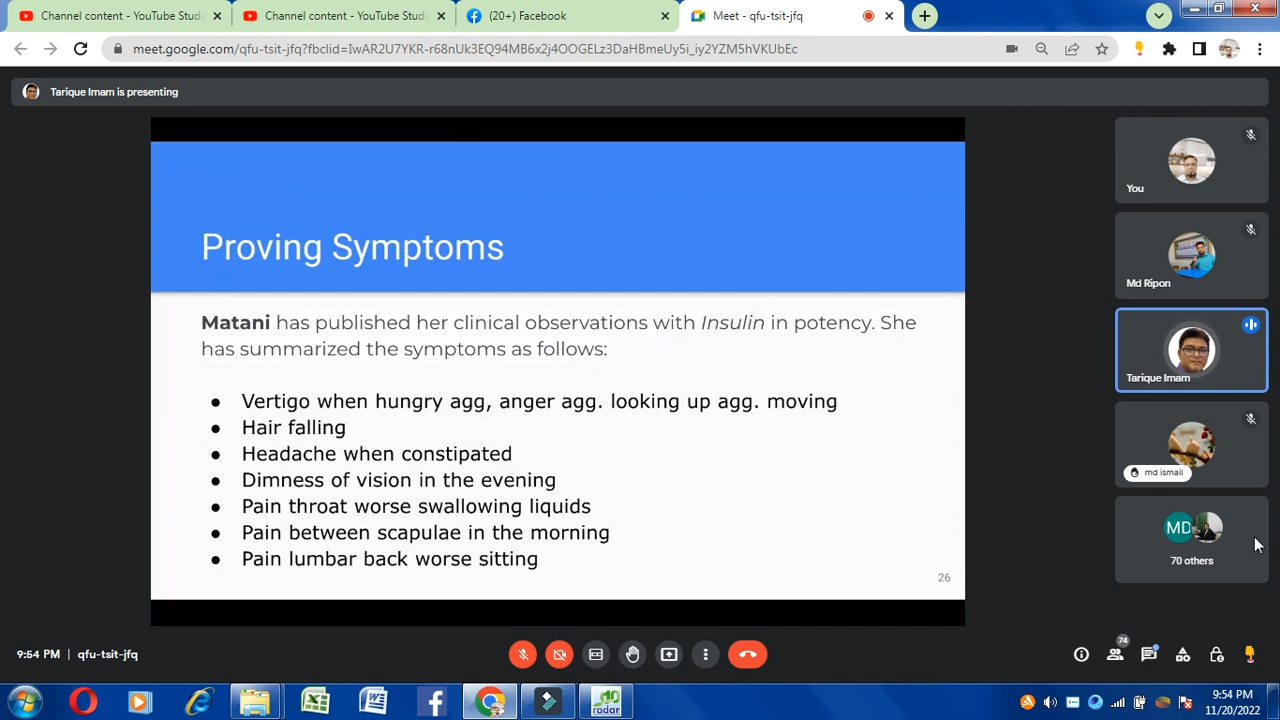 Channel content - YouTube Studi
Channel content - YouTube Studi
(20+) Facebook
Meet - qfu-tsit-jfq
meet.google.com/qfu-tsit-jfq?fbclid=IwAR2U7YKR-r68nUk3EQ94MB6x2j4OOGELz3DaHBmeUy5i_iy2YZM5hVKUbEc
Tarique Imam is presenting
Proving Symptoms
Matani has published her clinical observations with Insulin in potency. She
has summarized the symptoms as follows:
● Vertigo when hungry agg, anger agg. looking up agg. moving
● Hair falling
● Headache when constipated
● Dimness of vision in the evening
● Pain throat worse swallowing liquids
● Pain between scapulae in the morning
● Pain lumbar back worse sitting
26
You
Md Ripon
Tarique Imam
md ismail
MD
70 others
9:54 PM | qfu-tsit-jfq
74
10
radar
9:54 PM
11/20/2022